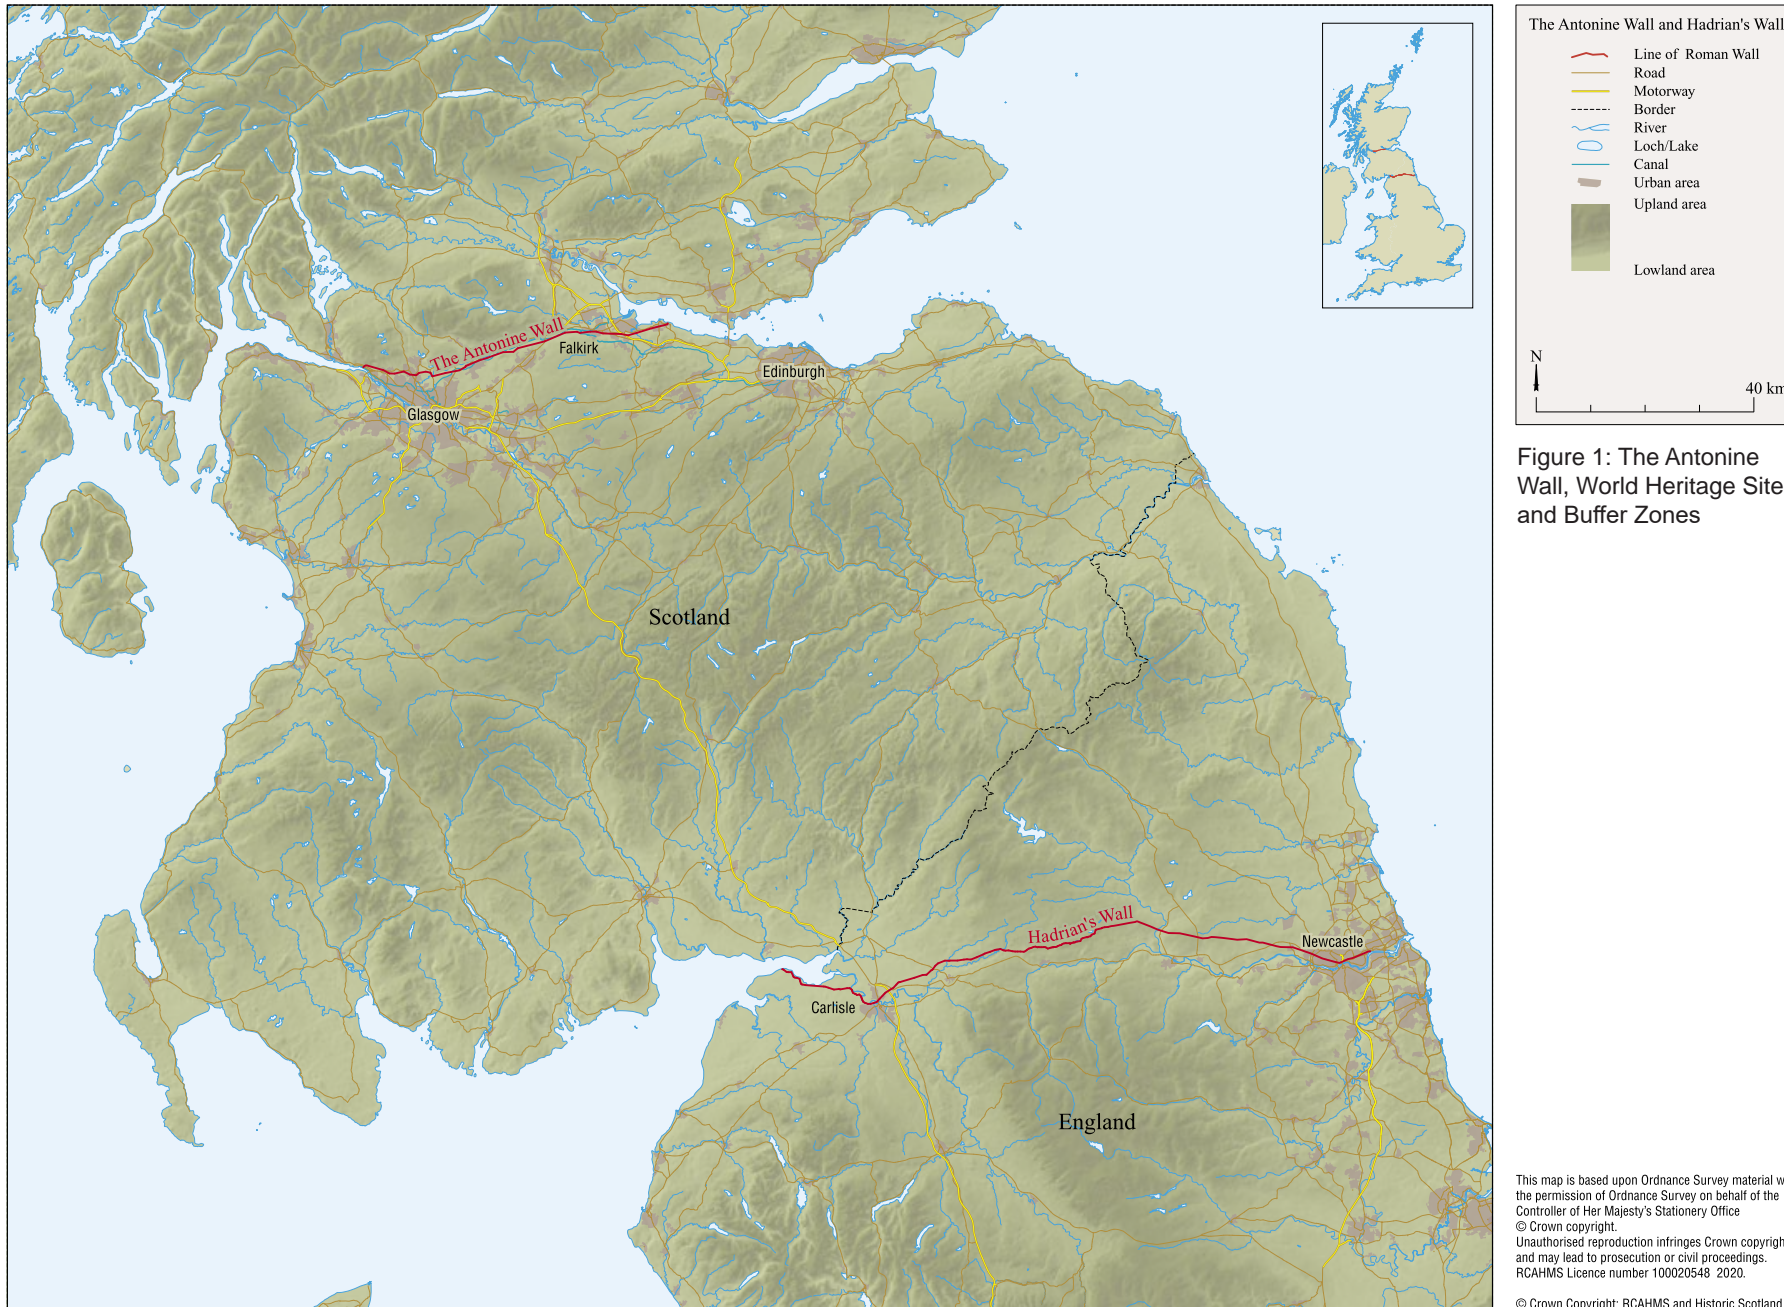 The Antonine Wall and Hadrian's Wall
Line of Roman Wall
Road
Motorway
Border
River
Loch/Lake
Canal
Urban area
Upland area
Lowland area
N
40 km
Figure 1: The Antonine
Wall, World Heritage Site
and Buffer Zones
The Antonine Wall
Falkirk
Edinburgh
Glasgow
Scotland
Hadrian's Wall
Newcastle
Carlisle
England
This map is based upon Ordnance Survey material w
the permission of Ordnance Survey on behalf of the
Controller of Her Majesty's Stationery Office
© Crown copyright.
Unauthorised reproduction infringes Crown copyrigh
and may lead to prosecution or civil proceedings.
RCAHMS Licence number 100020548 2020.
© Crown Copyright: RCAHMS and Historic Scotland